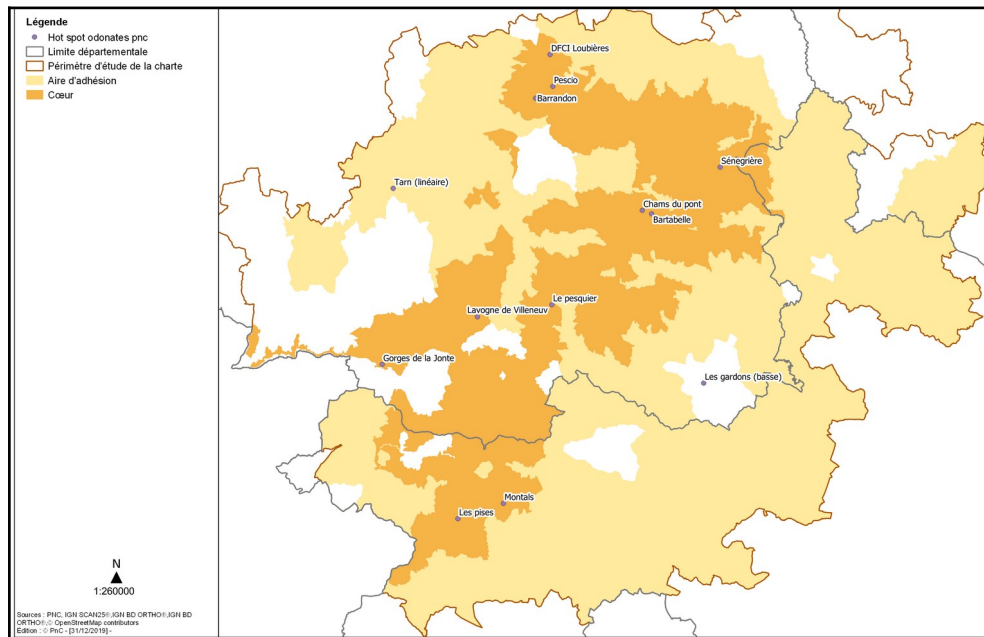 Légende
Hot spot odonates pnc
Limite départementale
Périmètre d'étude de la charte
Aire d'adhésion
Cœur
DFCI Loubières
Pescio
Barrandon
Sénegrière
Tarn (linéaire)
Chams du pont
Bartabelle
Le pesquier
Lavogne de Villeneuv
Gorges de la Jonte
Les gardons (basse)
Montals
Les pises
N
1:260000
Sources : PNC, IGN SCAN25®,IGN BD ORTHO®,IGN BD
ORTHO®,© OpenStreetMap contributors
Edition : © PnC - [31/12/2019] -